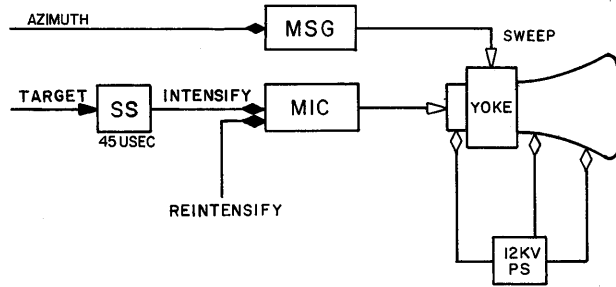 AZIMUTH
MSG
SWEEP
TARGET
SS
45 USEC
INTENSIFY
MIC
YOKE
REINTENSIFY
12KV
PS